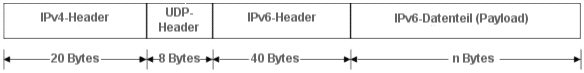 IPv4-Header UDP- IPv6-Header IPv6-Datenteil (Payload)
Header
20 Bytes 8 Bytes 40 Bytes n Bytes